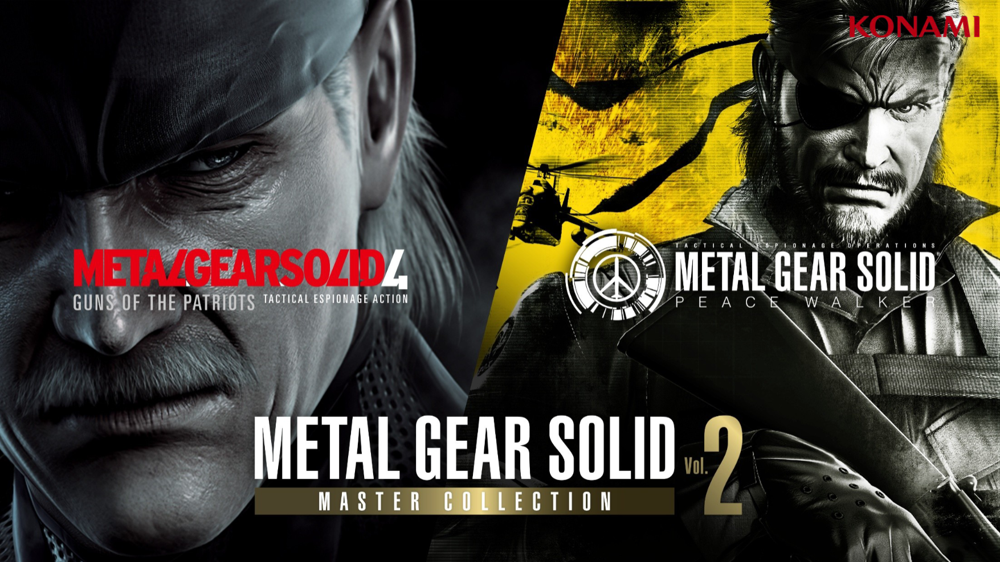 KONAMI
METAL GEAR SOLID 4
GUNS OF THE PATRIOTS TACTICAL ESPIONAGE ACTION
TACTICAL ESPIONAGE OPERATIONS
METAL GEAR SOLID
PEACE WALKER
METAL GEAR SOLID Vol. 2
MASTER COLLECTION